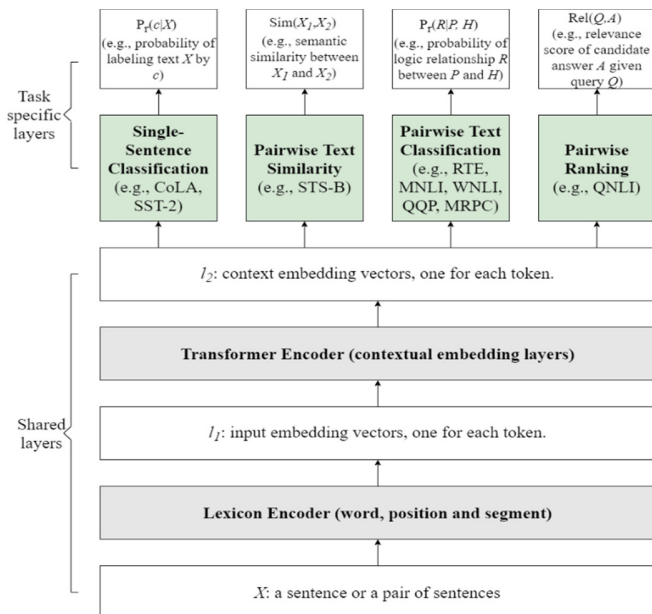 Pr(c|X)
(e.g., probability of
labeling text X by
c)
Sim(X1,X2)
(e.g., semantic
similarity between
X1 and X2)
Pr(R|P, H)
(e.g., probability of
logic relationship R
between P and H)
Rel(Q,A)
(e.g., relevance
score of candidate
answer A given
query Q)
Task
specific
layers
Single-
Sentence
Classification
(e.g., CoLA,
SST-2)
Pairwise Text
Similarity
(e.g., STS-B)
Pairwise Text
Classification
(e.g., RTE,
MNLI, WNLI,
QQP, MRPC)
Pairwise
Ranking
(e.g., QNLI)
l2: context embedding vectors, one for each token.
Transformer Encoder (contextual embedding layers)
Shared
layers
l1: input embedding vectors, one for each token.
Lexicon Encoder (word, position and segment)
X: a sentence or a pair of sentences